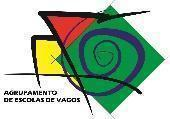 AGRUPAMENTO
DE ESCOLAS DE VAGOS